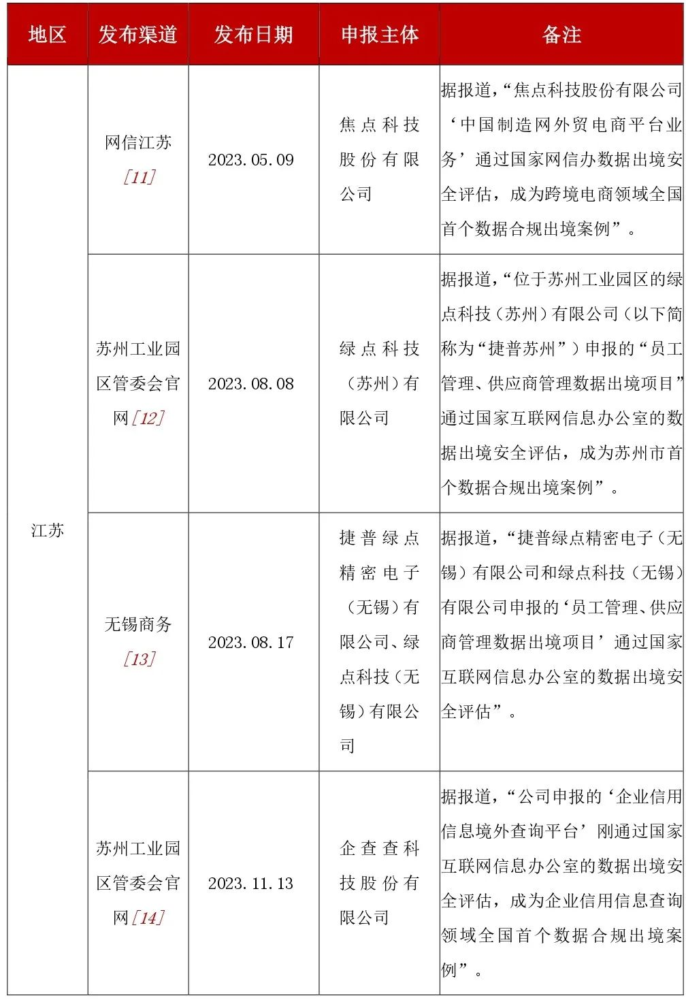 地区 发布渠道 发布日期 申报主体 备注
江苏
网信江苏
[11]
2023.05.09
焦点科技
股份有限
公司
据报道，“焦点科技股份有限公司
‘中国制造网外贸电商平台业
务’通过国家网信办数据出境安
全评估，成为跨境电商领域全国
首个数据合规出境案例”。
苏州工业园
区管委会官
网[12]
2023.08.08
绿点科技
（苏州）有
限公司
据报道，“位于苏州工业园区的绿
点科技（苏州）有限公司（以下简
称为“捷普苏州”）申报的“员工
管理、供应商管理数据出境项目”
通过国家互联网信息办公室的数
据出境安全评估，成为苏州市首
个数据合规出境案例”。
无锡商务
[13]
2023.08.17
捷普绿点
精密电子
（无锡）有
限公司、绿
点科技（无
锡）有限公
司
据报道，“捷普绿点精密电子（无
锡）有限公司和绿点科技（无锡）
有限公司申报的‘员工管理、供应
商管理数据出境项目’通过国家
互联网信息办公室的数据出境安
全评估”。
苏州工业园
区管委会官
网[14]
2023.11.13
企查查科
技股份有
限公司
据报道，“公司申报的‘企业信用
信息境外查询平台’刚通过国家
互联网信息办公室的数据出境安
全评估，成为企业信用信息查询
领域全国首个数据合规出境案
例”。